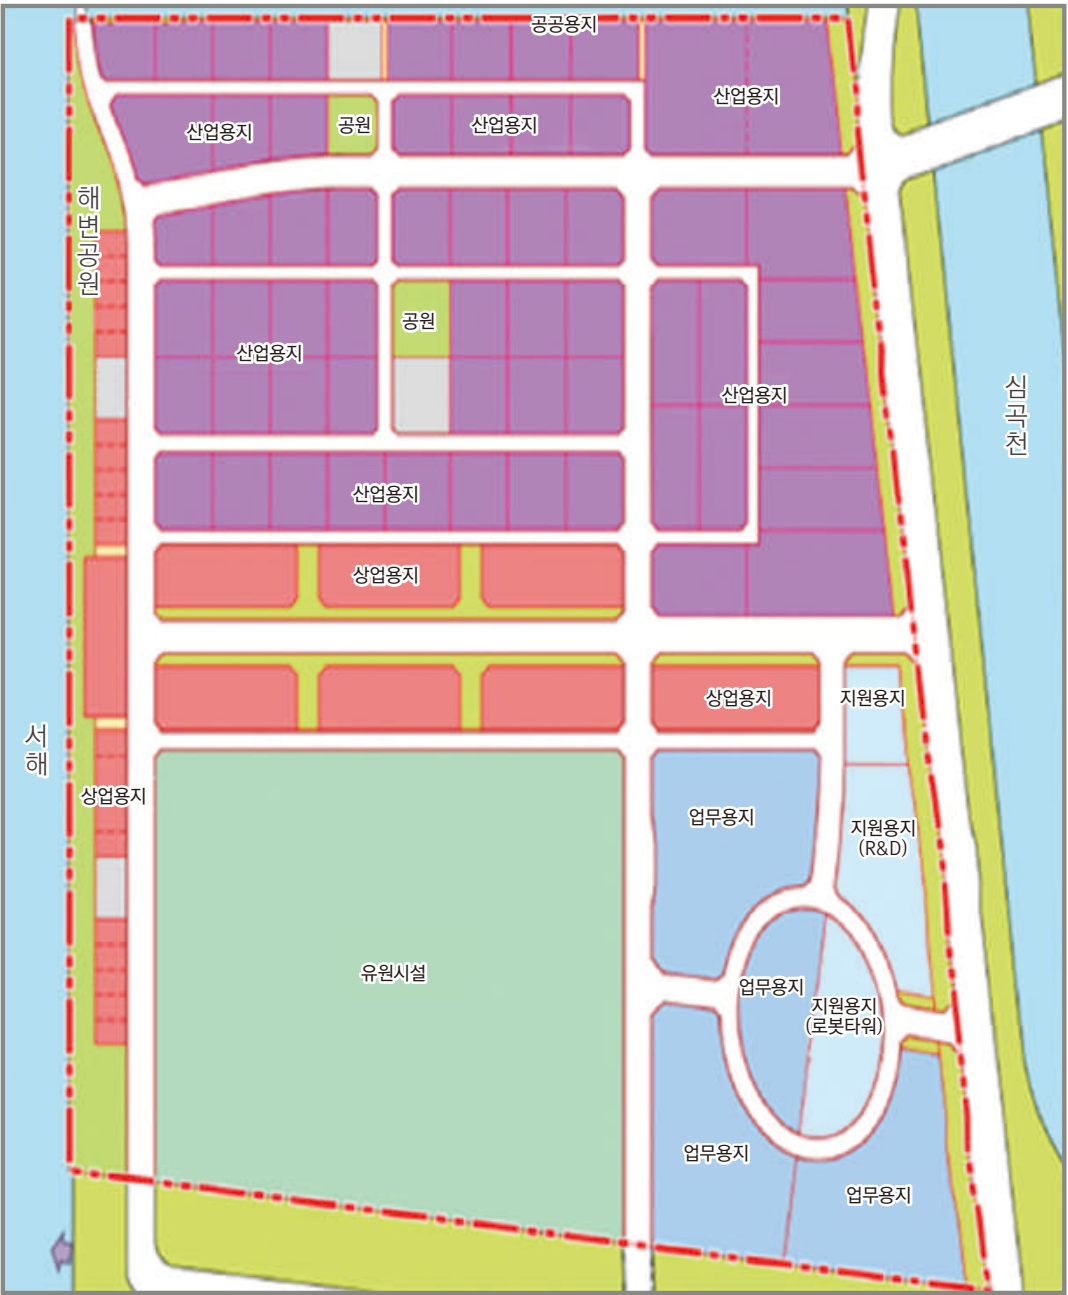 공공용지
산업용지
산업용지
공원
산업용지
해변공원
공원
산업용지
산업용지
심곡천
산업용지
상업용지
상업용지
지원용지
서해
상업용지
업무용지
지원용지
(R&D)
유원시설
업무용지
지원용지
(로봇타워)
업무용지
업무용지